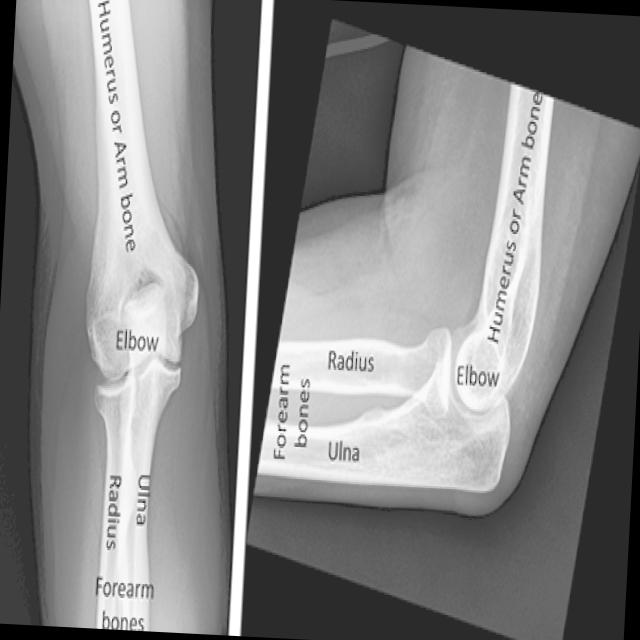 Humerus or Arm bone
Elbow
Radius
Ulna
Forearm
bones
Humerus or Arm bone
Elbow
Radius
Forearm
bones
Ulna